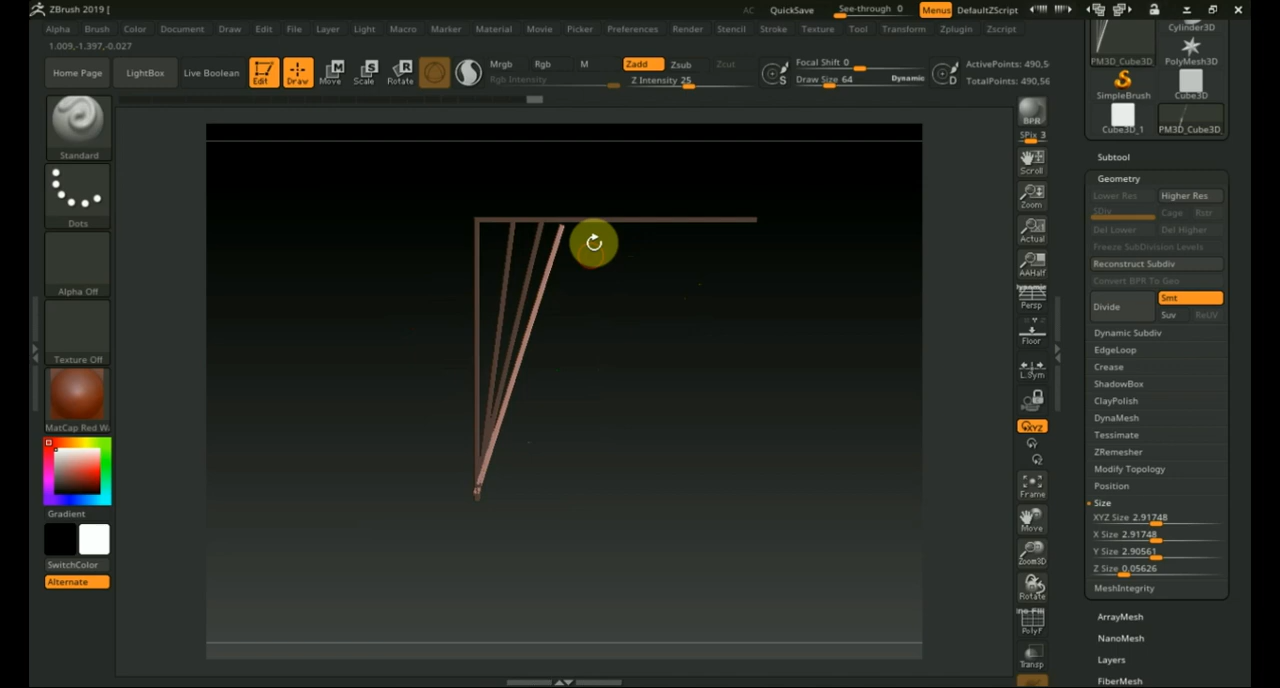 ZBrush 2019 [
AC QuickSave See-through 0 Menus DefaultZScript
Alpha Brush Color Document Draw Edit File Layer Light Macro Marker Material Movie Picker Preferences Render Stencil Stroke Texture Tool Transform Zplugin Zscript
1.009,-1.397,-0.027
Home Page LightBox Live Boolean Edit Draw Move Scale Rotate
Mrgb Rgb M Zadd Zsub Zcut
Rgb Intensity Z Intensity 25
Focal Shift 0
Draw Size 64 Dynamic
ActivePoints: 490,5
TotalPoints: 490,56
Standard
Dots
Alpha Off
Texture Off
MatCap Red W
Gradient
SwitchColor
Alternate
BPR
SPix 3
Scroll
Zoom
Actual
AAHalf
Dynamic
Persp
Floor
L.Sym
XYZ
Frame
Move
Zoom3D
Rotate
Line Fill
PolyF
Transp
Cylinder3D
PM3D_Cube3D PolyMesh3D
SimpleBrush Cube3D
Cube3D_1 PM3D_Cube3D_
Subtool
Geometry
Lower Res Higher Res
SDiv Cage Rstr
Del Lower Del Higher
Freeze SubDivision Levels
Reconstruct Subdiv
Convert BPR To Geo
Divide Smt
Suv ReUV
Dynamic Subdiv
EdgeLoop
Crease
ShadowBox
ClayPolish
DynaMesh
Tessimate
ZRemesher
Modify Topology
Position
Size
XYZ Size 2.91748
X Size 2.91748
Y Size 2.90561
Z Size 0.05626
MeshIntegrity
ArrayMesh
NanoMesh
Layers
FiberMesh